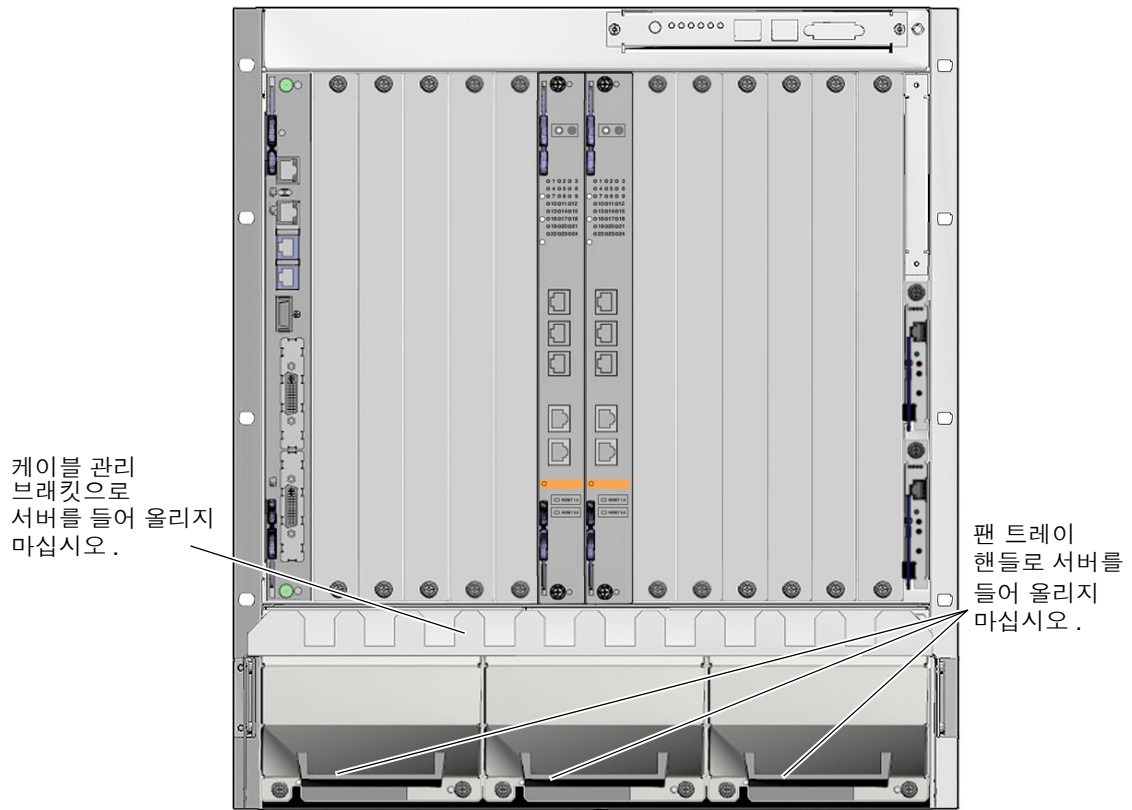 케이블 관리
브래킷으로
서버를 들어 올리지
마십시오 .
팬 트레이
핸들로 서버를
들어 올리지
마십시오 .